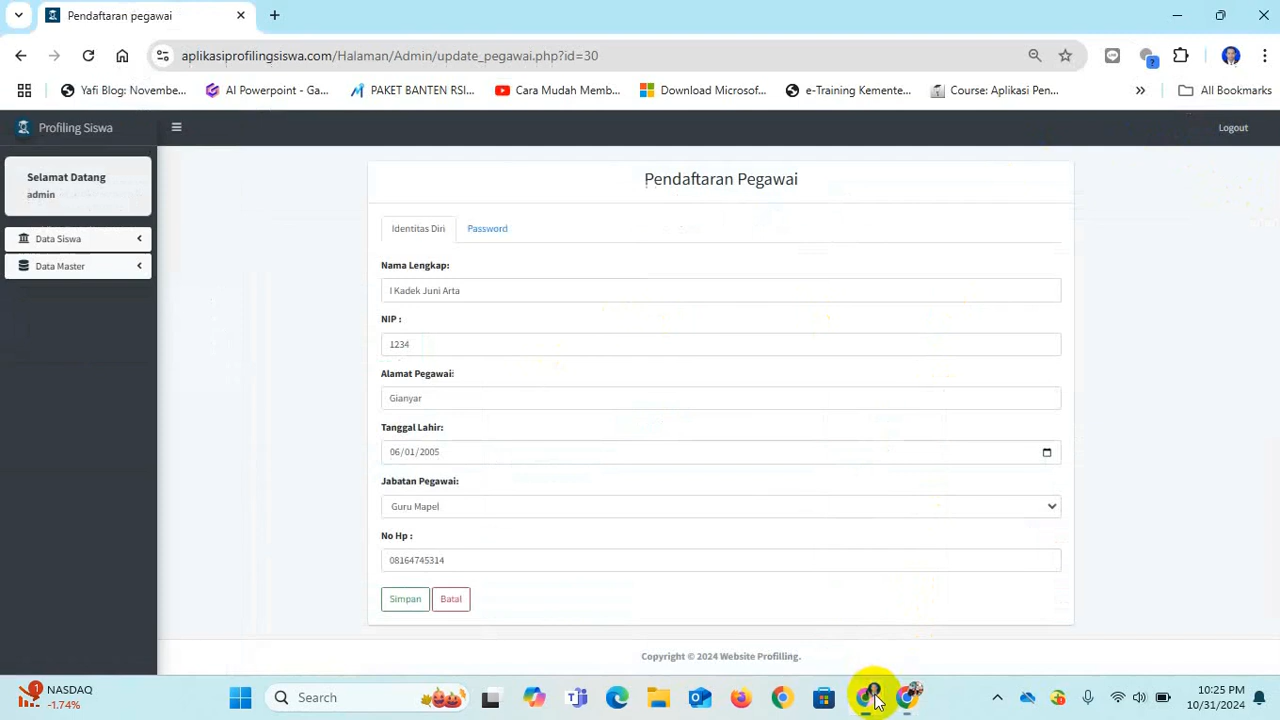 Pendaftaran pegawai
aplikasiprofilingsiswa.com/Halaman/Admin/update_pegawai.php?id=30
Yafi Blog: Novembe...
AI Powerpoint - Ga...
PAKET BANTEN RSI...
Cara Mudah Memb...
Download Microsof...
e-Training Kemente...
Course: Aplikasi Pen...
All Bookmarks
Profiling Siswa
Logout
Selamat Datang
admin
Data Siswa
Data Master
Pendaftaran Pegawai
Identitas Diri
Password
Nama Lengkap:
I Kadek Juni Arta
NIP :
1234
Alamat Pegawai:
Gianyar
Tanggal Lahir:
06/01/2005
Jabatan Pegawai:
Guru Mapel
No Hp :
08164745314
Simpan
Batal
Copyright © 2024 Website Profilling.
1
NASDAQ
-1.74%
Search
10:25 PM
10/31/2024